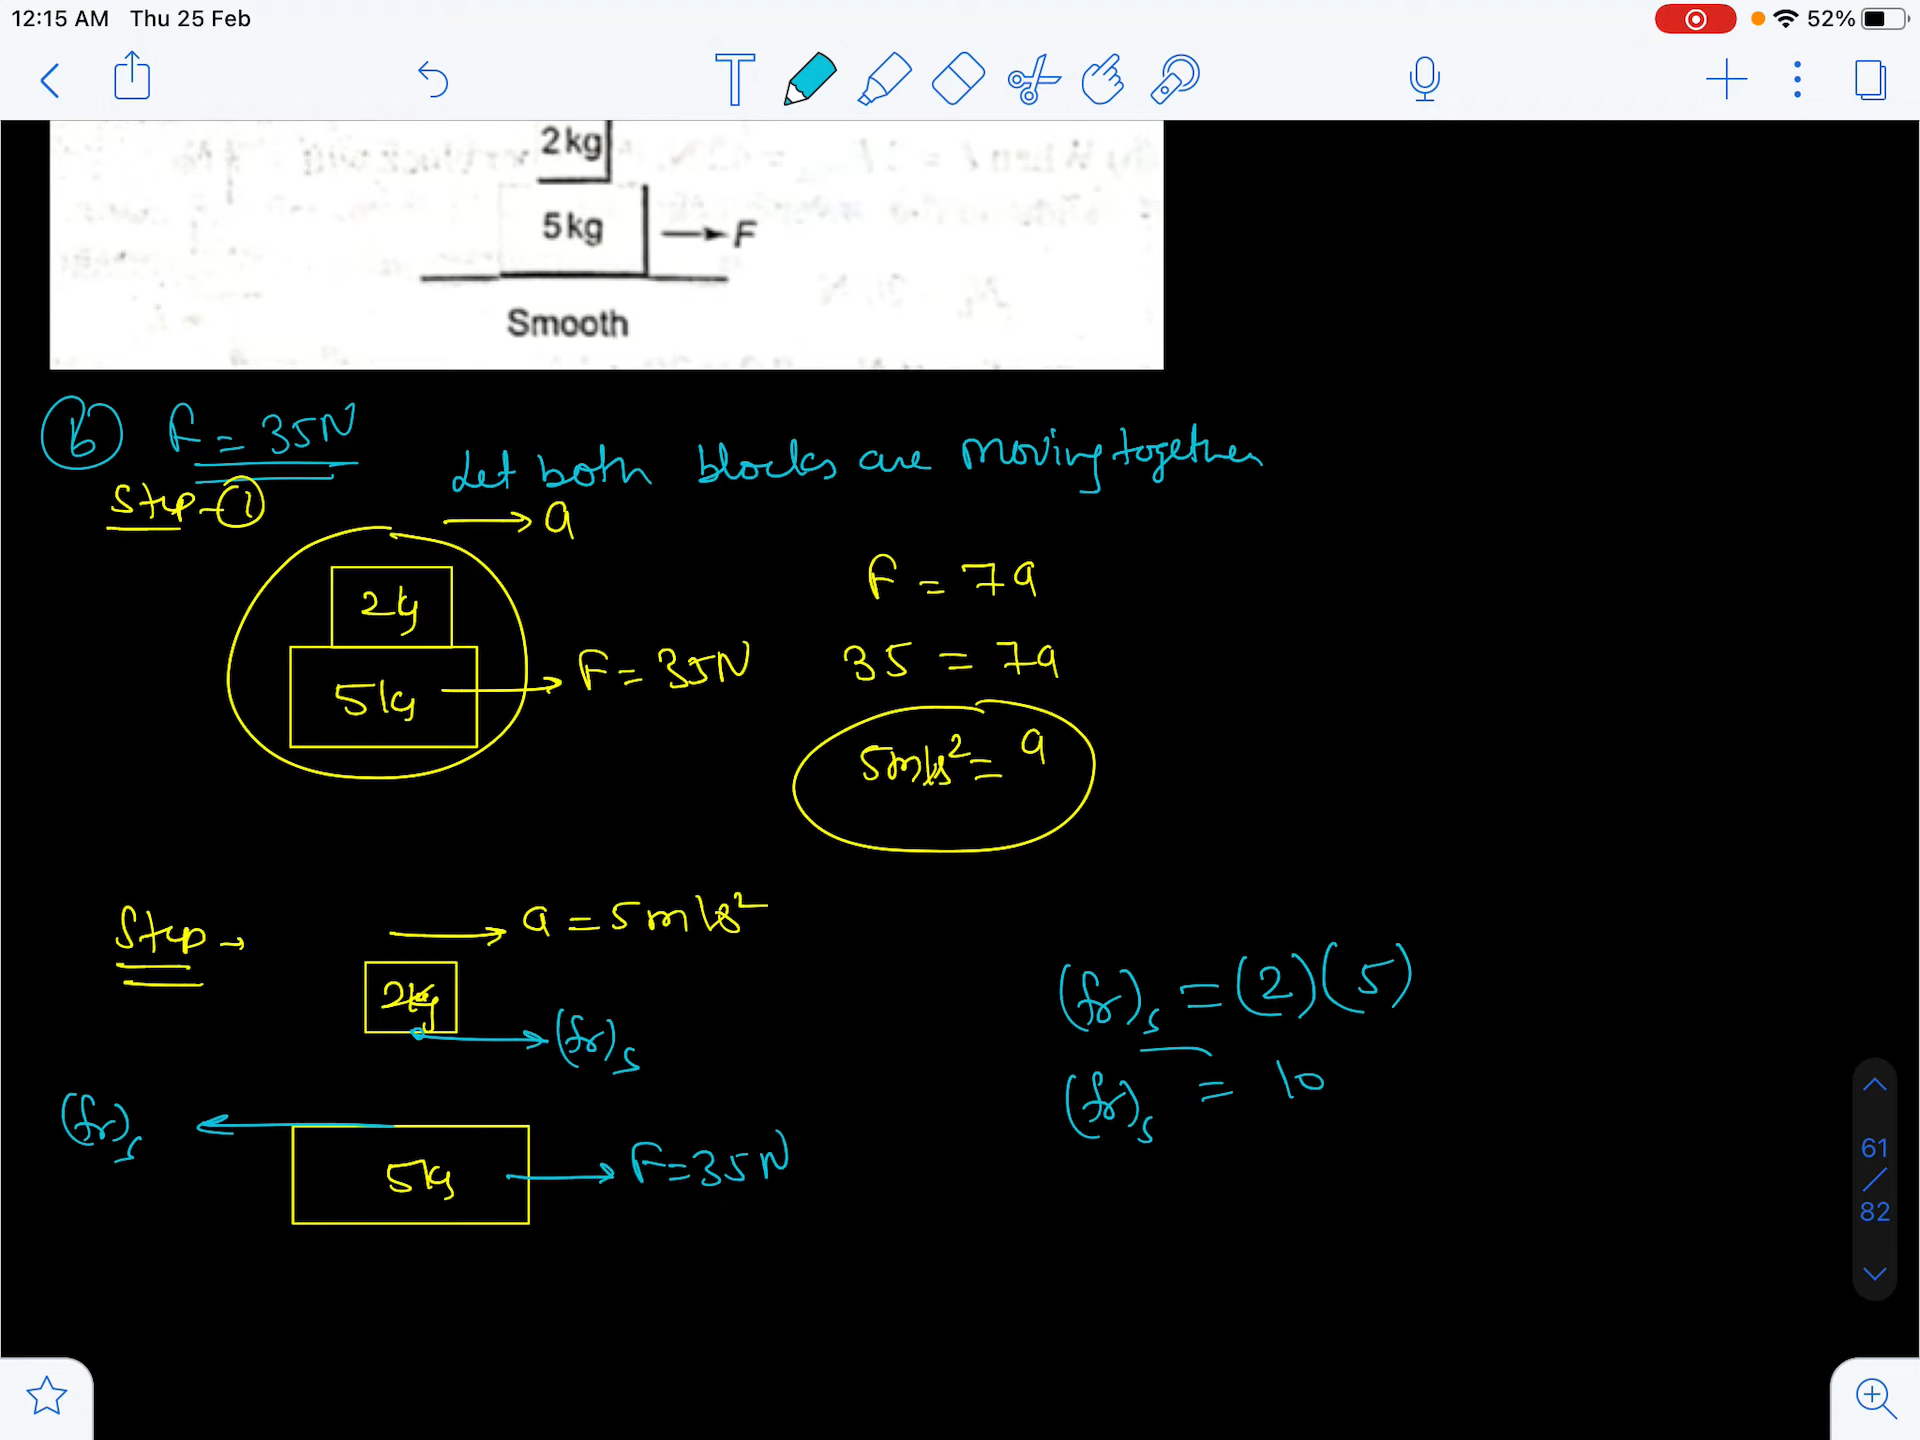 12:15 AM Thu 25 Feb
52%
2kg
5kg
F
Smooth
b F = 35N
Let both blocks are moving together
Step-1
a
2kg
5kg
F = 35N
F = 7a
35 = 7a
5m/s² = a
Step →
a = 5m/s²
2kg
(fr)s
(fr)s
5kg
F=35N
(fr)s = (2)(5)
(fr)s = 10
61
/
82